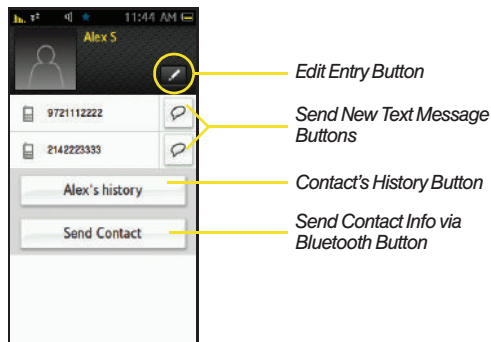 11:44 AM
Alex S
Edit Entry Button
9721112222
Send New Text Message
Buttons
2142223333
Alex's history
Contact's History Button
Send Contact
Send Contact Info via
Bluetooth Button